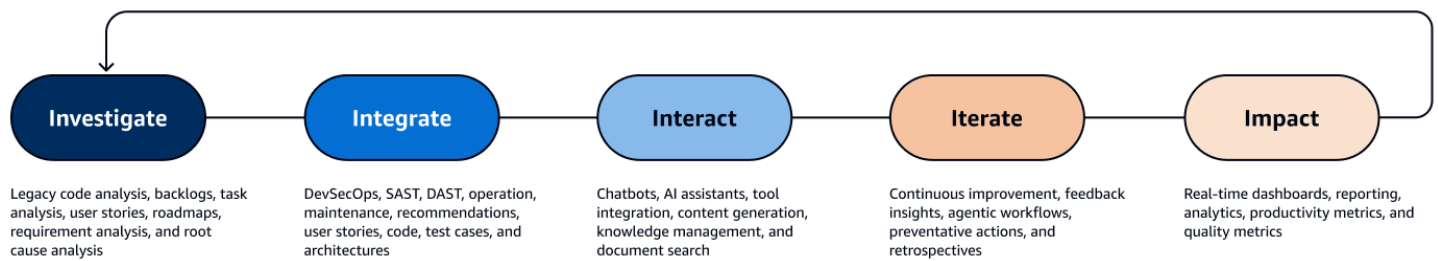 Investigate
Integrate
Interact
Iterate
Impact
Legacy code analysis, backlogs, task
analysis, user stories, roadmaps,
requirement analysis, and root
cause analysis
DevSecOps, SAST, DAST, operation,
maintenance, recommendations,
user stories, code, test cases, and
architectures
Chatbots, AI assistants, tool
integration, content generation,
knowledge management, and
document search
Continuous improvement, feedback
insights, agentic workflows,
preventative actions, and
retrospectives
Real-time dashboards, reporting,
analytics, productivity metrics, and
quality metrics